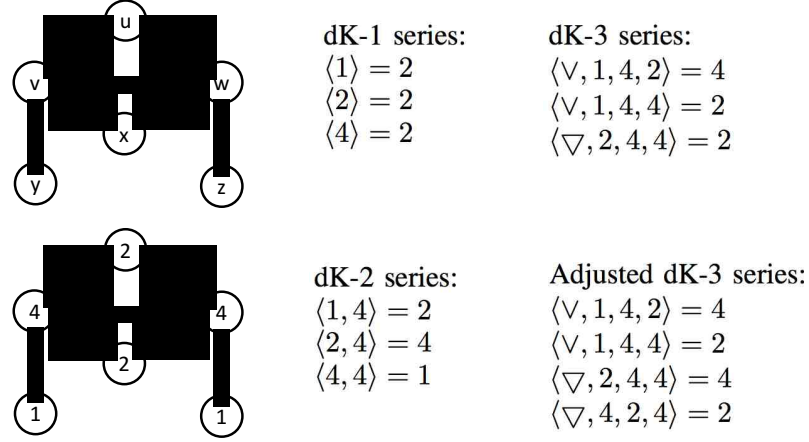 u
v
w
x
y
z
dK-1 series:
⟨1⟩ = 2
⟨2⟩ = 2
⟨4⟩ = 2
dK-3 series:
⟨∨, 1, 4, 2⟩ = 4
⟨∨, 1, 4, 4⟩ = 2
⟨▽, 2, 4, 4⟩ = 2
2
4
4
2
1
1
dK-2 series:
⟨1, 4⟩ = 2
⟨2, 4⟩ = 4
⟨4, 4⟩ = 1
Adjusted dK-3 series:
⟨∨, 1, 4, 2⟩ = 4
⟨∨, 1, 4, 4⟩ = 2
⟨▽, 2, 4, 4⟩ = 4
⟨▽, 4, 2, 4⟩ = 2